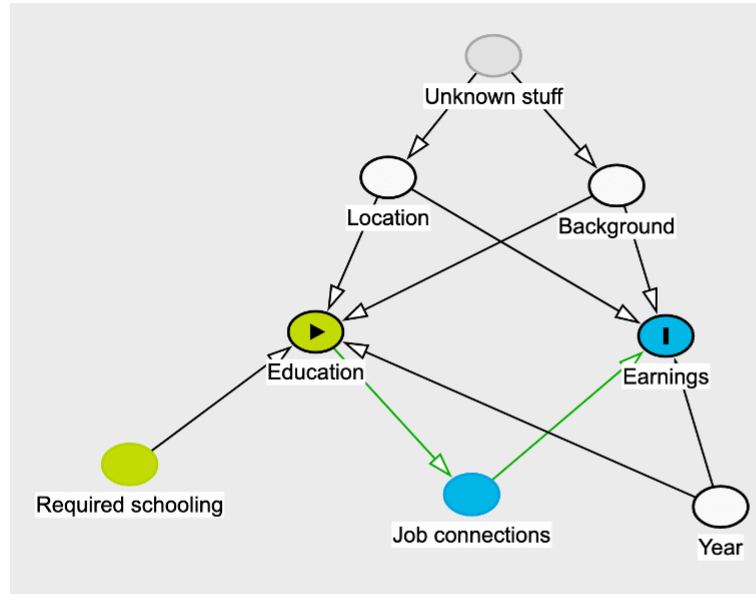 Unknown stuff
Location
Background
Education
Earnings
Required schooling
Job connections
Year